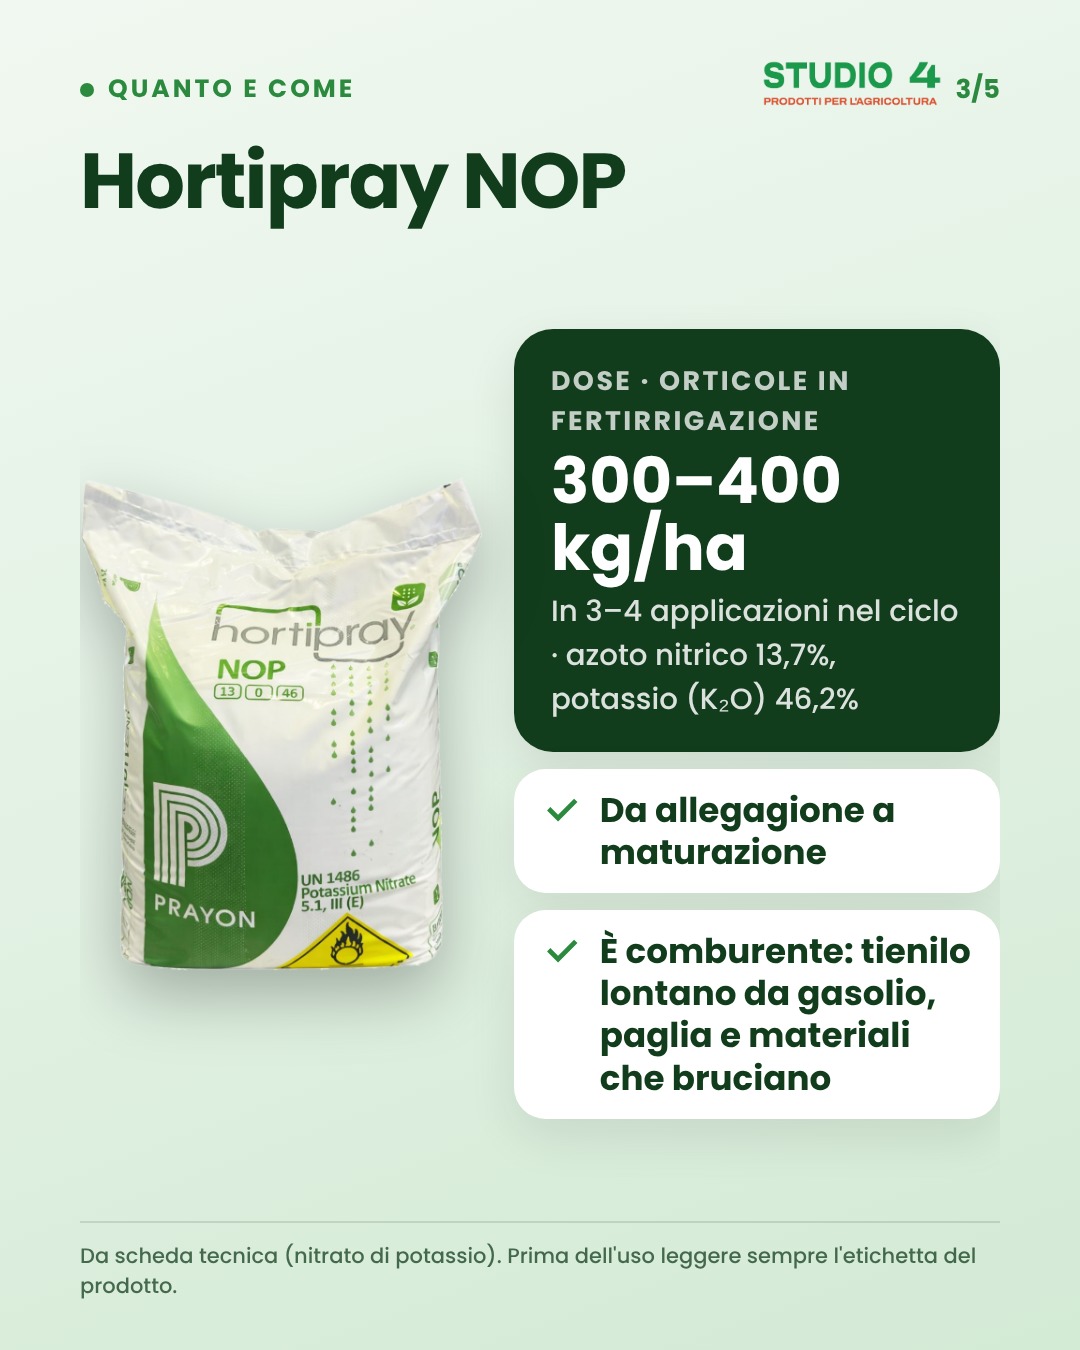 QUANTO E COME
STUDIO 4
PRODOTTI PER L'AGRICOLTURA
3/5
Hortipray NOP
DOSE · ORTICOLE IN
FERTIRRIGAZIONE
300–400
kg/ha
In 3–4 applicazioni nel ciclo
· azoto nitrico 13,7%,
potassio (K₂O) 46,2%
hortipray
NOP
13 0 46
UN 1486
Potassium Nitrate
5.1, III (E)
PRAYON
NOP
Da allegagione a
maturazione
È comburente: tienilo
lontano da gasolio,
paglia e materiali
che bruciano
Da scheda tecnica (nitrato di potassio). Prima dell'uso leggere sempre l'etichetta del
prodotto.